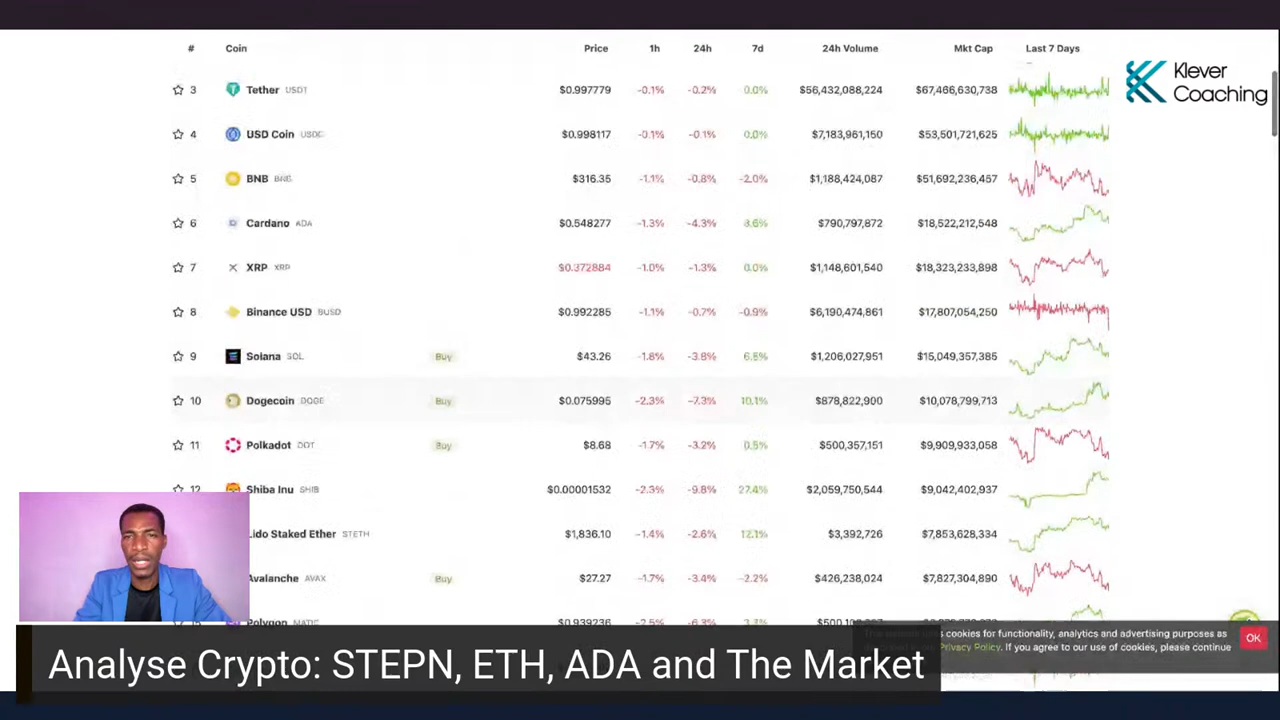 # Coin Price 1h 24h 7d 24h Volume Mkt Cap Last 7 Days
Klever
Coaching
3 Tether USDT $0.997779 -0.1% -0.2% 0.0% $56,432,088,224 $67,466,630,738
4 USD Coin USDC $0.998117 -0.1% -0.1% 0.0% $7,183,961,150 $53,501,721,625
5 BNB BNB $316.35 -1.1% -0.8% -2.0% $1,188,424,087 $51,692,236,457
6 Cardano ADA $0.548277 -1.3% -4.3% 3.6% $790,797,872 $18,522,212,548
7 XRP XRP $0.372884 -1.0% -1.3% 0.0% $1,148,601,540 $18,323,233,898
8 Binance USD BUSD $0.992285 -1.1% -0.7% -0.9% $6,190,474,861 $17,807,054,250
9 Solana SOL Buy $43.26 -1.8% -3.8% 6.5% $1,206,027,951 $15,049,357,385
10 Dogecoin DOGE Buy $0.075995 -2.3% -7.3% 10.1% $878,822,900 $10,078,799,713
11 Polkadot DOT Buy $8.68 -1.7% -3.2% 0.5% $500,357,151 $9,909,933,058
12 Shiba Inu SHIB $0.00001532 -2.3% -9.8% 27.4% $2,059,750,544 $9,042,402,937
Lido Staked Ether STETH $1,836.10 -1.4% -2.6% 12.1% $3,392,726 $7,853,628,334
Avalanche AVAX Buy $27.27 -1.7% -3.4% -2.2% $426,238,024 $7,827,304,890
Polygon MATIC $0.939236 -2.5% -6.3%
cookies for functionality, analytics and advertising purposes as
Privacy Policy. If you agree to our use of cookies, please continue
OK
Analyse Crypto: STEPN, ETH, ADA and The Market